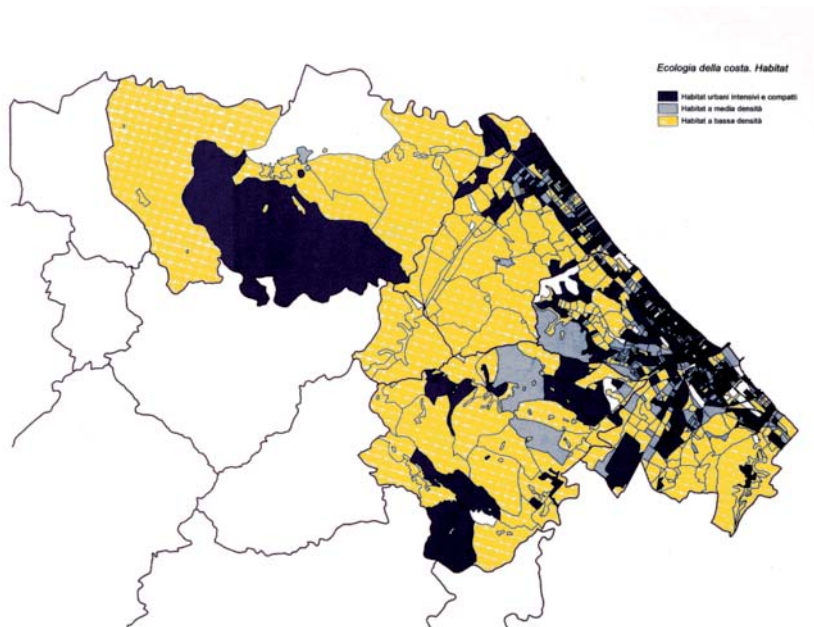 Ecologia della costa. Habitat
Habitat urbani intensivi e compatti
Habitat a media densità
Habitat a bassa densità